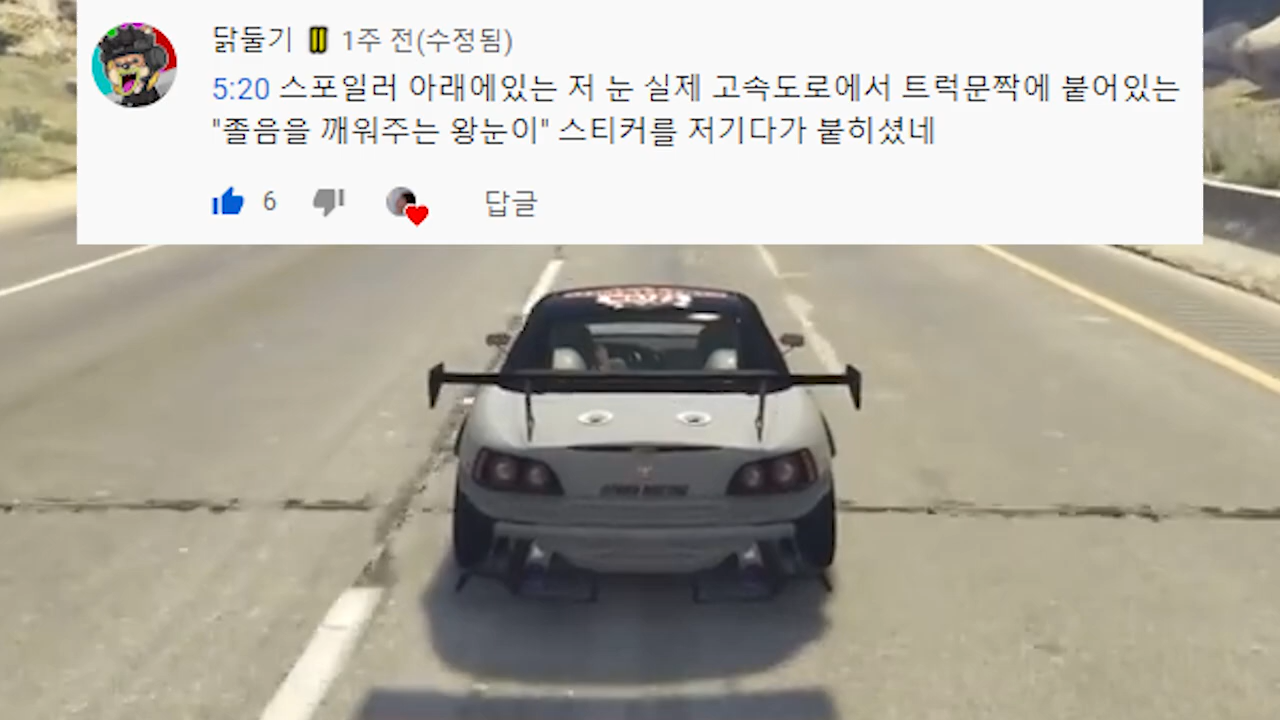 닭둘기 1주 전(수정됨)
5:20 스포일러 아래에있는 저 눈 실제 고속도로에서 트럭문짝에 붙어있는
"졸음을 깨워주는 왕눈이" 스티커를 저기다가 붙히셨네
6 답글